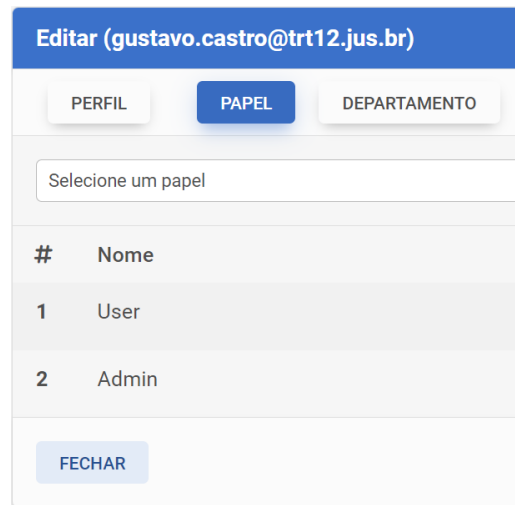 Editar (gustavo.castro@trt12.jus.br)
PERFIL PAPEL DEPARTAMENTO
Selecione um papel
# Nome
1 User
2 Admin
FECHAR